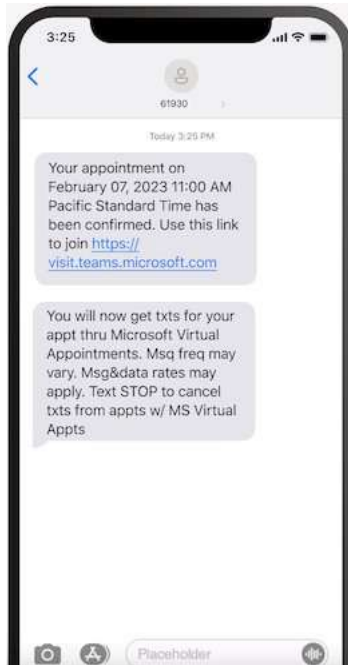 3:25
61930
Today 3:25 PM
Your appointment on
February 07, 2023 11:00 AM
Pacific Standard Time has
been confirmed. Use this link
to join https://
visit.teams.microsoft.com
You will now get txts for your
appt thru Microsoft Virtual
Appointments. Msq freq may
vary. Msg&data rates may
apply. Text STOP to cancel
txts from appts w/ MS Virtual
Appts
Placeholder